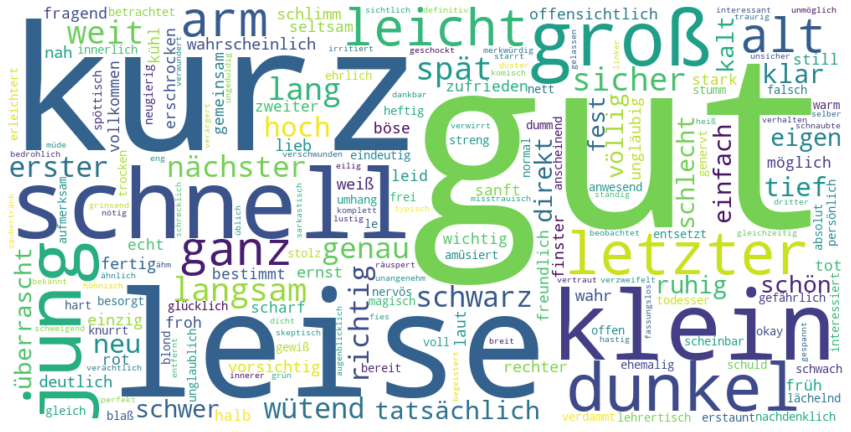 kurz
gut
leise
schnell
klein
groß
jung
letzter
dunkel
alt
leicht
ganz
arm
weit
lang
spät
sicher
klar
kalt
eigen
tief
schön
ruhig
einfach
schlecht
völlig
fest
direkt
genau
richtig
langsam
schwarz
nächster
erster
neu
überrascht
schwer
wütend
tatsächlich
hoch
fragend
betrachtet
innerlich
nah
kühl
spöttisch
neugierig
vollkommen
erschrocken
verwundert
wahrscheinlich
schlimm
seltsam
gemeinsam
ungeduldig
zweiter
ehrlich
irritiert
sichtlich
definitiv
geschockt
merkwürdig
starrt
düster
komisch
gelassen
traurig
interessant
unsicher
linker
unmöglich
offensichtlich
still
stark
stumm
falsch
warm
selber
verhalten
schnaubte
möglich
persönlich
absolut
dritter
gleichzeitig
heiß
genervt
ungläubig
anscheinend
normal
dumm
nett
zufrieden
dankbar
heftig
böse
verwirrt
streng
eindeutig
verschwunden
lieb
eilig
eng
verärgert
müde
bedrohlich
erleichtert
trocken
aufmerksam
grinsend
nötig
zaubertrank
schrecklich
üblich
sarkastisch
weiß
umhang
komplett
lustig
typisch
frei
le
leid
misstrauisch
sanft
wichtig
amüsiert
freundlich
anwesend
ständig
beobachtet
entsetzt
finster
echt
fertig
ähm
ähnlich
höhnisch
bekannt
bestimmt
stolz
ernst
räuspert
unangenehm
nervös
magisch
hart
besorgt
glücklich
scharf
dicht
skeptisch
fies
einzig
froh
knurrt
schweigend
rot
blond
entfernt
unglaublich
gewiß
augenblicklich
bereit
voll
laut
breit
begeistert
rechter
deutlich
verächtlich
vorsichtig
innerer
grün
gleich
perfekt
blaß
halb
vertraut
verzweifelt
wahr
todesser
fassungslos
offen
hastig
scheinbar
okay
gefährlich
tot
interessiert
gespannt
schwach
ehemalig
schuld
früh
lächelnd
verdammt
lehrertisch
erstaunt
nachdenklich